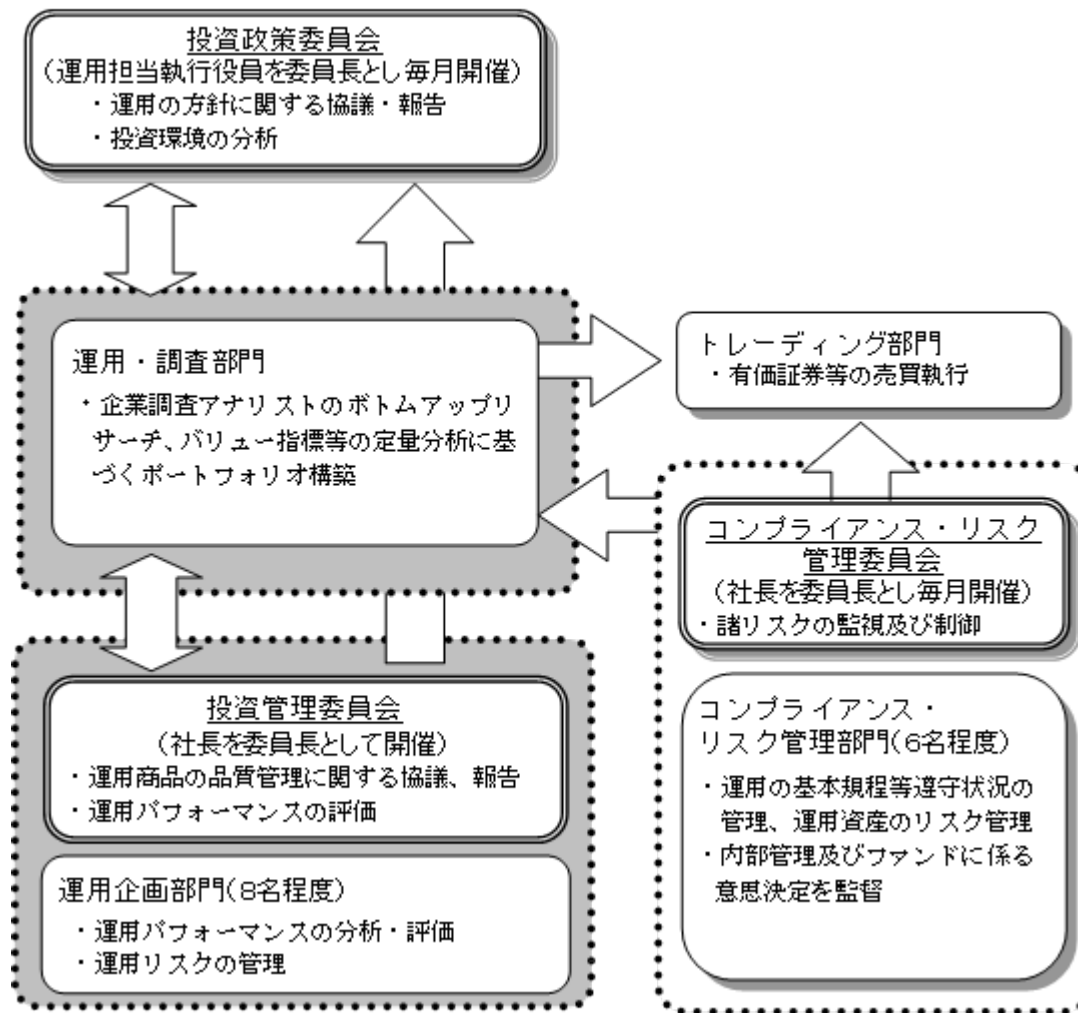 投資政策委員会
(運用担当執行役員を委員長とし毎月開催)
・運用の方針に関する協議・報告
・投資環境の分析
運用・調査部門
・企業調査アナリストのボトムアップリ
サーチ、バリュー指標等の定量分析に基
づくポートフォリオ構築
トレーディング部門
・有価証券等の売買執行
コンプライアンス・リスク
管理委員会
(社長を委員長とし毎月開催)
・諸リスクの監視及び制御
投資管理委員会
(社長を委員長として開催)
・運用商品の品質管理に関する協議、報告
・運用パフォーマンスの評価
運用企画部門(8名程度)
・運用パフォーマンスの分析・評価
・運用リスクの管理
コンプライアンス・
リスク管理部門(6名程度)
・運用の基本規程等遵守状況の
管理、運用資産のリスク管理
・内部管理及びファンドに係る
意思決定を監督